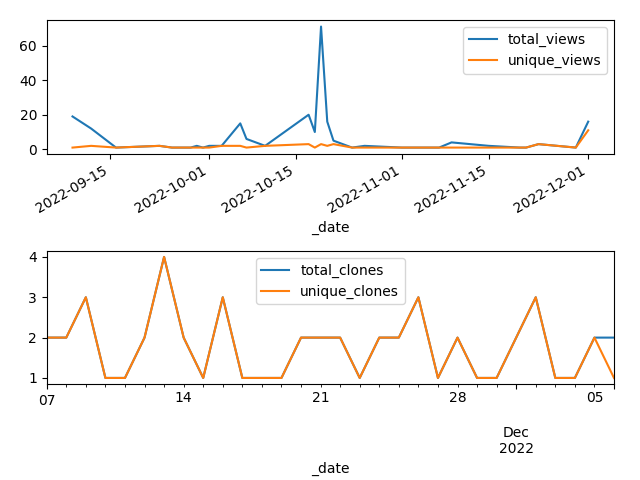 total_views
unique_views
60
40
20
0
2022-09-15
2022-10-01
2022-10-15
2022-11-01
2022-11-15
2022-12-01
_date
total_clones
unique_clones
4
3
2
1
07
14
21
28
05
Dec
2022
_date